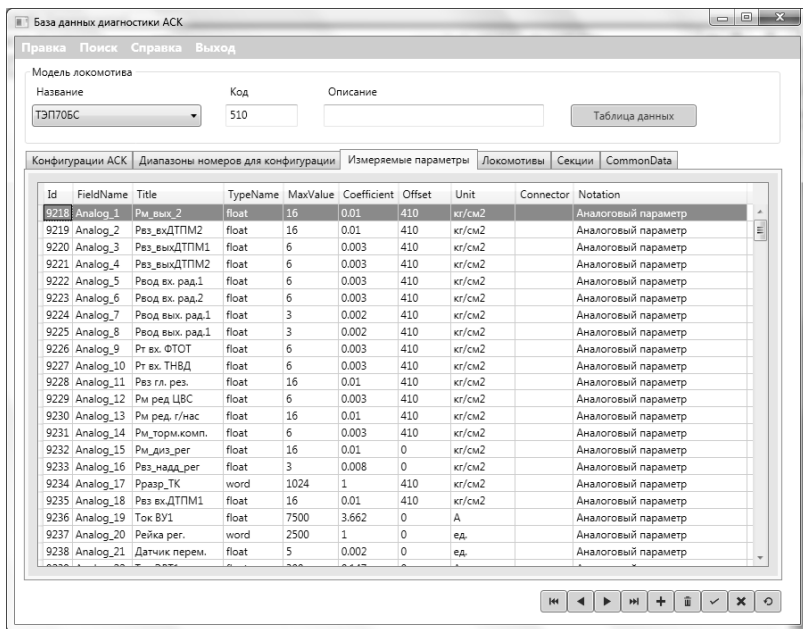 База данных диагностики АСК
Правка Поиск Справка Выход
Модель локомотива
Название Код Описание
ТЭП70БС 510 Таблица данных
Конфигурации АСК Диапазоны номеров для конфигурации Измеряемые параметры Локомотивы Секции CommonData
Id FieldName Title TypeName MaxValue Coefficient Offset Unit Connector Notation
9218 Analog_1 Рм_вых_2 float 16 0.01 410 кг/см2 Аналоговый параметр
9219 Analog_2 Рвз_вхДТПМ2 float 16 0.01 410 кг/см2 Аналоговый параметр
9220 Analog_3 Рвз_выхДТПМ1 float 6 0.003 410 кг/см2 Аналоговый параметр
9221 Analog_4 Рвз_выхДТПМ2 float 6 0.003 410 кг/см2 Аналоговый параметр
9222 Analog_5 Рвод вх. рад.1 float 6 0.003 410 кг/см2 Аналоговый параметр
9223 Analog_6 Рвод вх. рад.2 float 6 0.003 410 кг/см2 Аналоговый параметр
9224 Analog_7 Рвод вых. рад.1 float 3 0.002 410 кг/см2 Аналоговый параметр
9225 Analog_8 Рвод вых. рад.1 float 3 0.002 410 кг/см2 Аналоговый параметр
9226 Analog_9 Рт вх. ФТОТ float 6 0.003 410 кг/см2 Аналоговый параметр
9227 Analog_10 Рт вх. ТНВД float 6 0.003 410 кг/см2 Аналоговый параметр
9228 Analog_11 Рвз гл. рез. float 16 0.01 410 кг/см2 Аналоговый параметр
9229 Analog_12 Рм ред ЦВС float 6 0.003 410 кг/см2 Аналоговый параметр
9230 Analog_13 Рм ред. г/нас float 16 0.01 410 кг/см2 Аналоговый параметр
9231 Analog_14 Рм_торм.комп. float 6 0.003 410 кг/см2 Аналоговый параметр
9232 Analog_15 Рм_диз_рег float 16 0.01 0 кг/см2 Аналоговый параметр
9233 Analog_16 Рвз_надд_рег float 3 0.008 0 кг/см2 Аналоговый параметр
9234 Analog_17 Рразр_ТК word 1024 1 410 кг/см2 Аналоговый параметр
9235 Analog_18 Рвз вх.ДТПМ1 float 16 0.01 410 кг/см2 Аналоговый параметр
9236 Analog_19 Ток ВУ1 float 7500 3.662 0 А Аналоговый параметр
9237 Analog_20 Рейка рег. word 2500 1 0 ед. Аналоговый параметр
9238 Analog_21 Датчик перем. float 5 0.002 0 ед. Аналоговый параметр